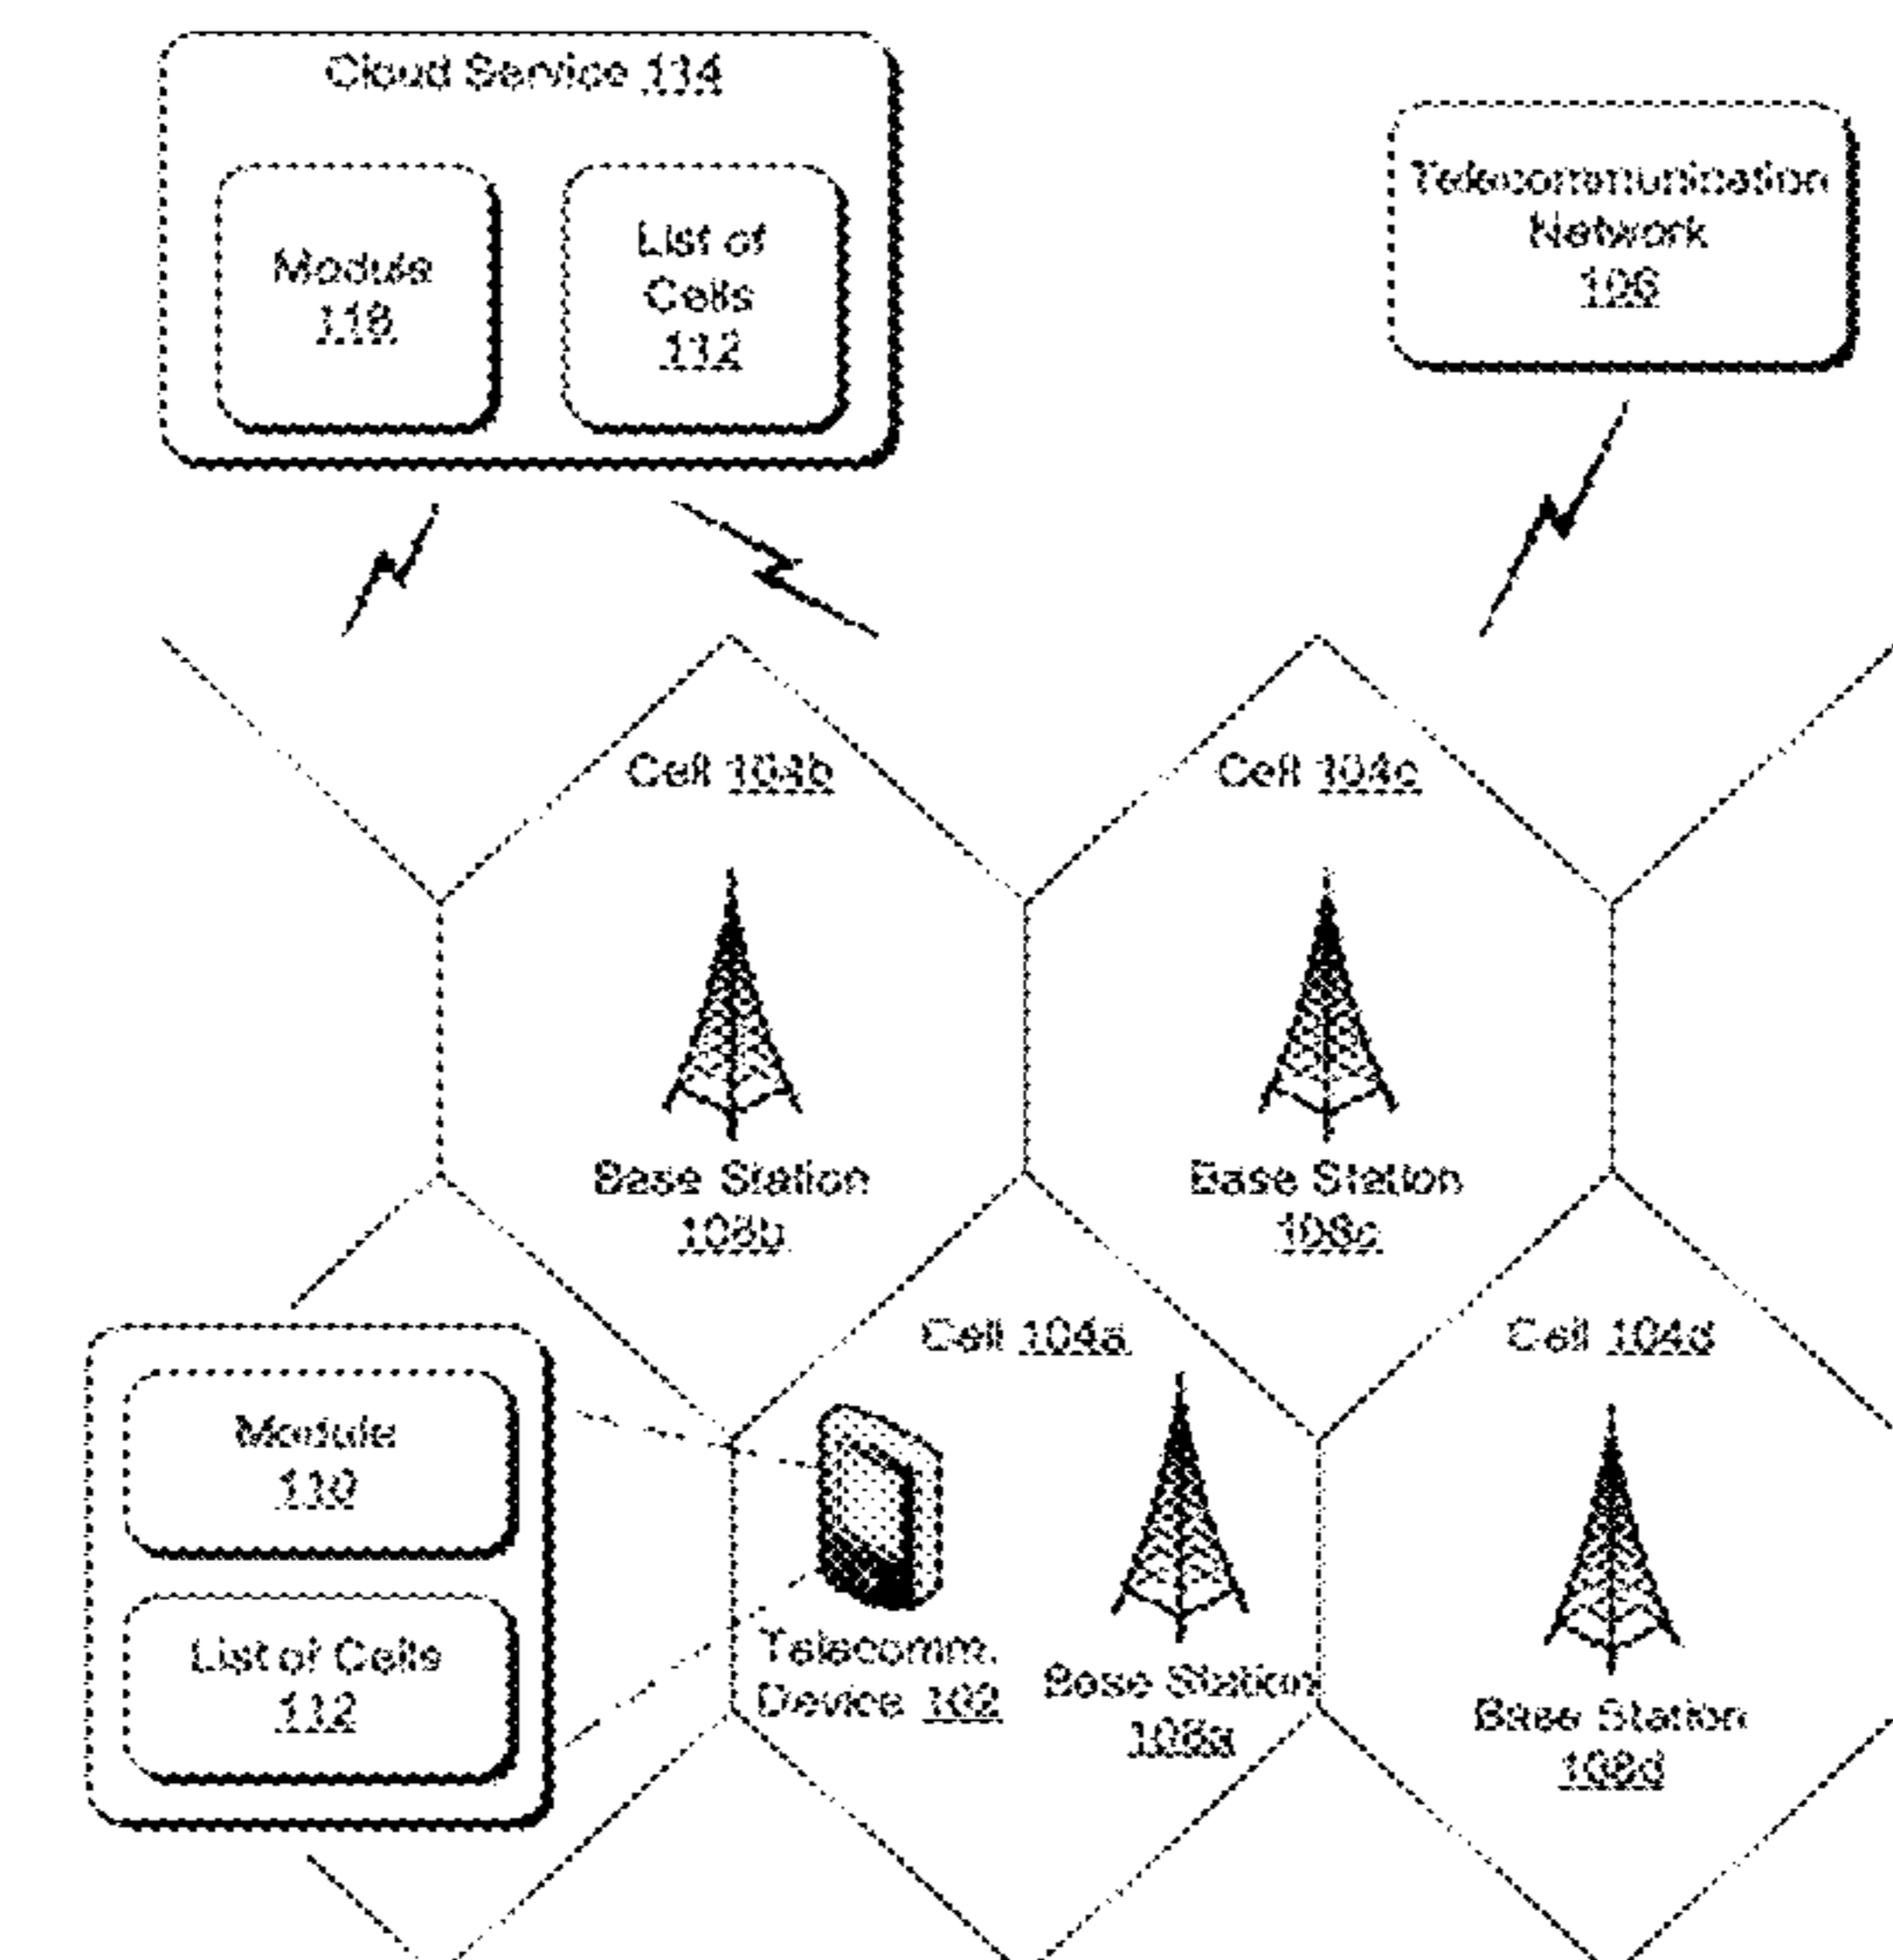 Cloud Service 114
Module
116
List of
Cells
112
Telecommunication
Network
106
Cell 104b
Cell 104c
Base Station
108b
Base Station
108c
Cell 104a
Cell 104d
Module
110
List of Cells
112
Telecomm.
Device 102
Base Station
108a
Base Station
108d